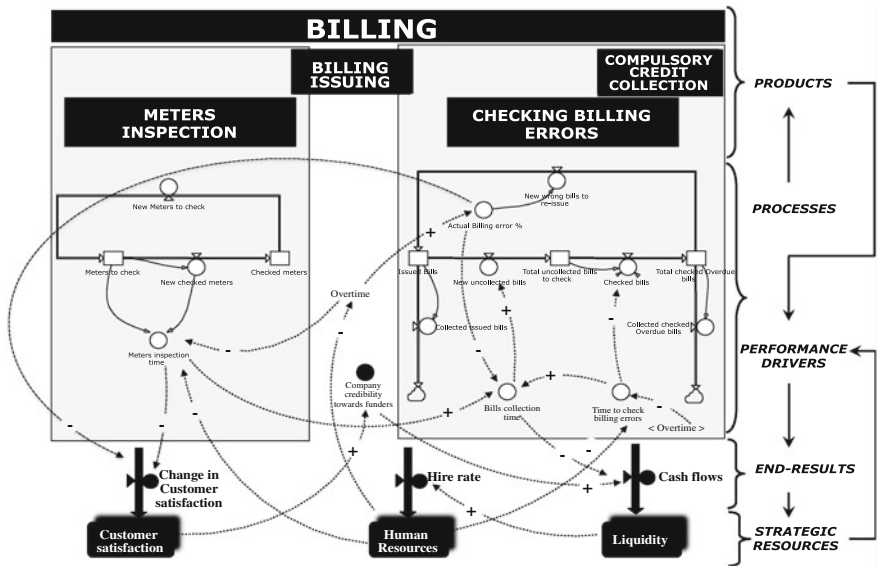 BILLING
BILLING
ISSUING
COMPULSORY
CREDIT
COLLECTION
METERS
INSPECTION
CHECKING BILLING
ERRORS
PRODUCTS
PROCESSES
PERFORMANCE
DRIVERS
END-RESULTS
STRATEGIC
RESOURCES
New Meters to check
Meters to check
New checked meters
Checked meters
Meters inspection
time
Overtime
Company
credibility
towards funders
New wrong bills to
re-issue
Actual Billing error %
Issued Bills
New uncollected bills
Total uncollected bills
to check
Checked bills
Total checked Overdue
bills
Collected issued bills
Collected checked
Overdue bills
Bills collection
time
Time to check
billing errors
< Overtime >
+
-
-
-
+
-
+
+
-
-
-
-
+
-
-
+
+
Change in
Customer
satisfaction
Hire rate
Cash flows
Customer
satisfaction
Human
Resources
Liquidity